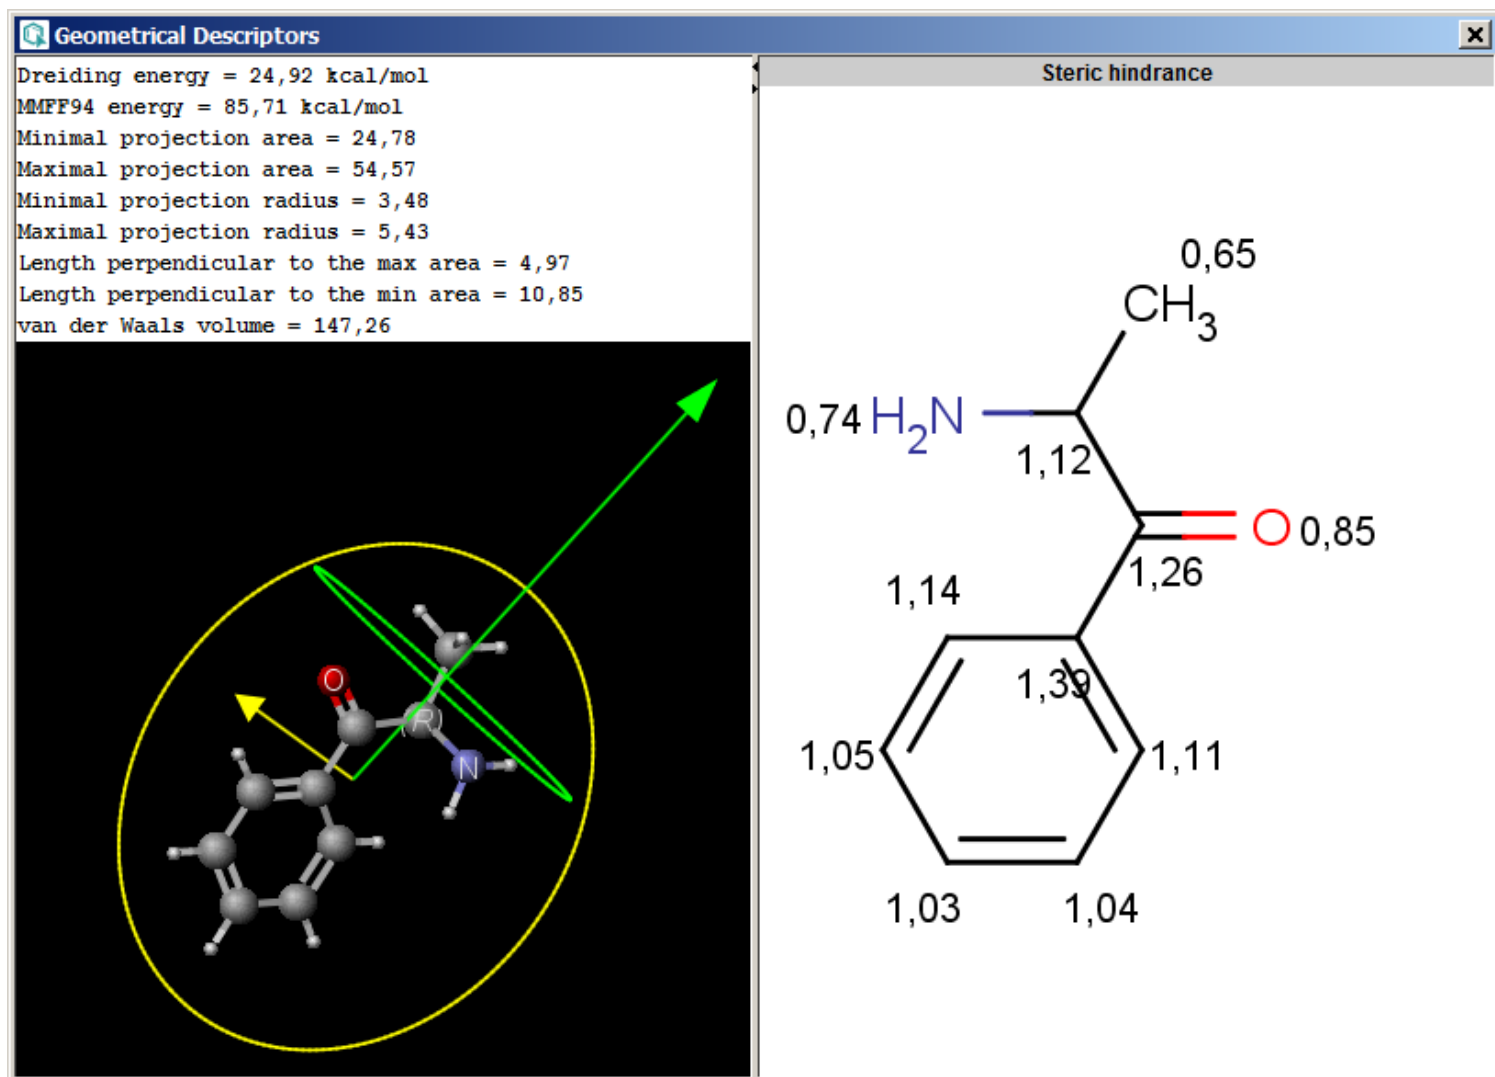 Geometrical Descriptors
Dreiding energy = 24,92 kcal/mol
MMFF94 energy = 85,71 kcal/mol
Minimal projection area = 24,78
Maximal projection area = 54,57
Minimal projection radius = 3,48
Maximal projection radius = 5,43
Length perpendicular to the max area = 4,97
Length perpendicular to the min area = 10,85
van der Waals volume = 147,26
O
(R)
N
Steric hindrance
0,65
CH3
0,74 H2N
1,12
O 0,85
1,26
1,14
1,39
1,05
1,11
1,03
1,04